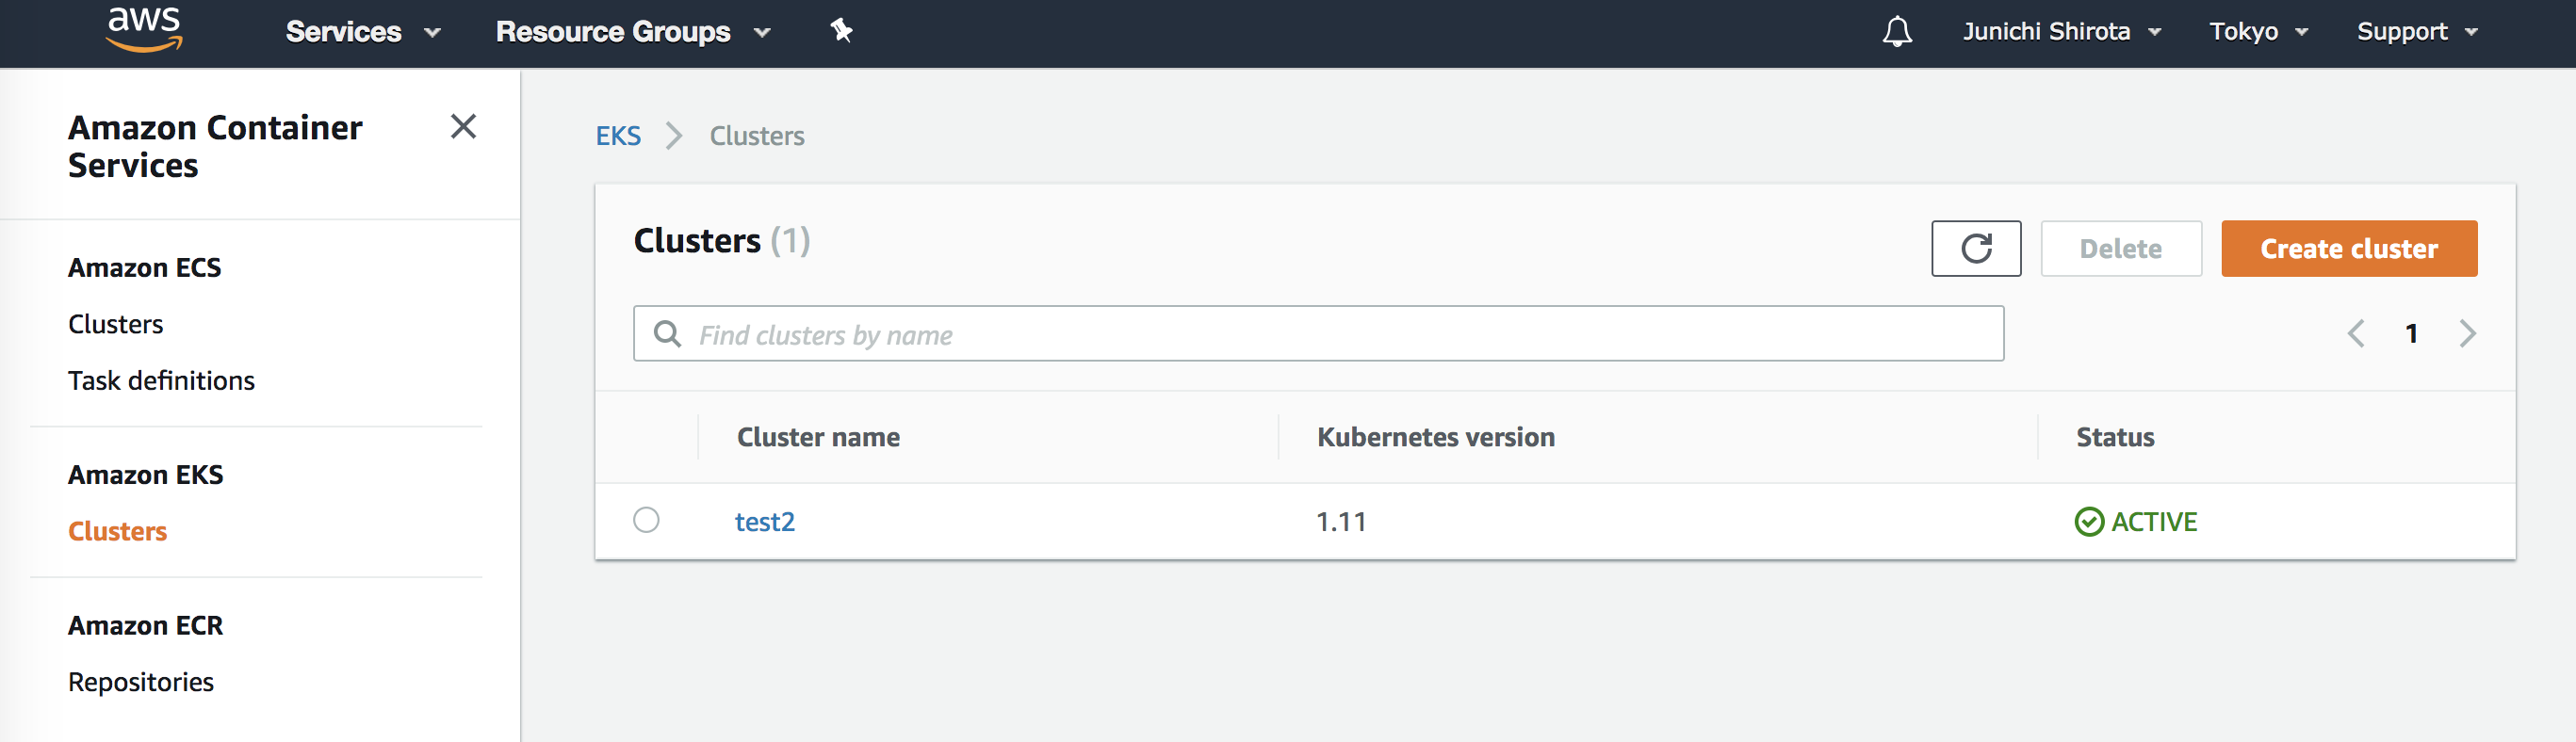 aws Services Resource Groups Junichi Shirota Tokyo Support
Amazon Container
Services
Amazon ECS
Clusters
Task definitions
Amazon EKS
Clusters
Amazon ECR
Repositories
EKS Clusters
Clusters (1) Delete Create cluster
Find clusters by name 1
Cluster name Kubernetes version Status
test2 1.11 ACTIVE